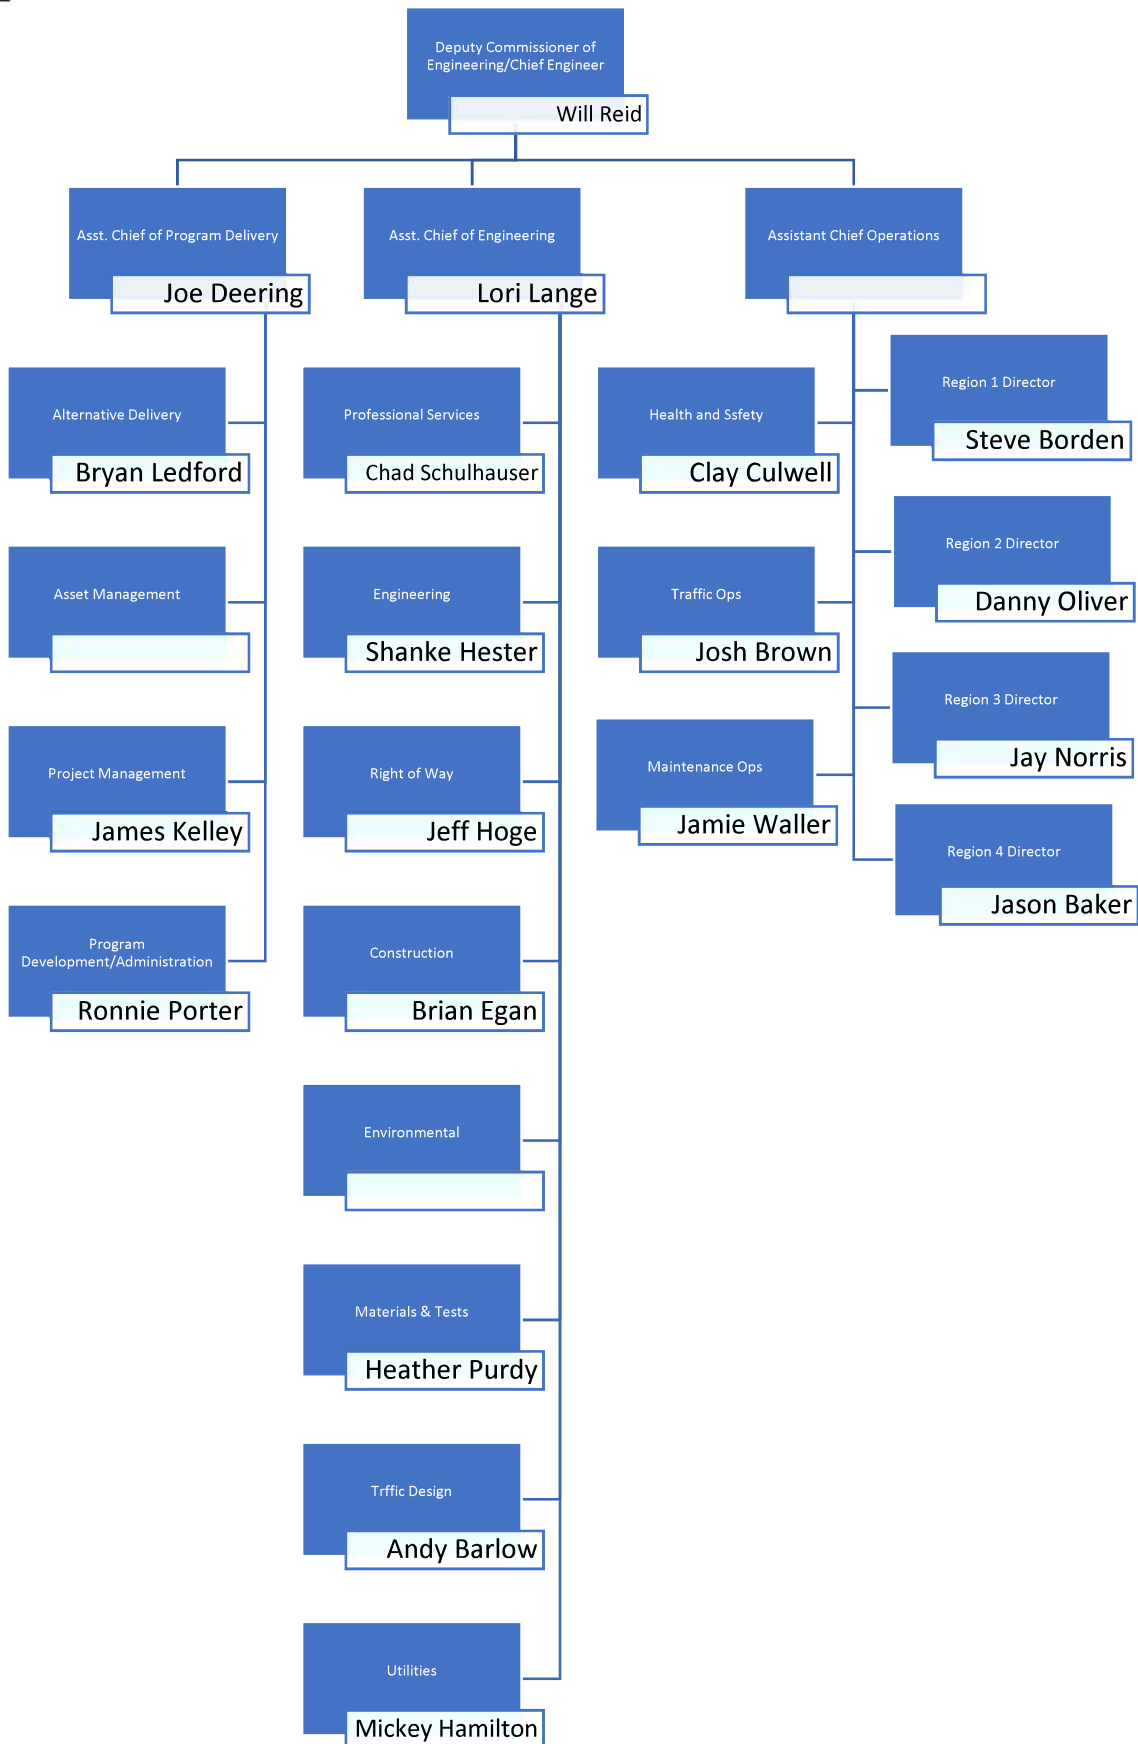 Deputy Commissioner of
Engineering/Chief Engineer
Will Reid
Asst. Chief of Program Delivery
Joe Deering
Asst. Chief of Engineering
Lori Lange
Assistant Chief Operations
Alternative Delivery
Bryan Ledford
Asset Management
Project Management
James Kelley
Program
Development/Administration
Ronnie Porter
Professional Services
Chad Schulhauser
Engineering
Shanke Hester
Right of Way
Jeff Hoge
Construction
Brian Egan
Environmental
Materials & Tests
Heather Purdy
Trffic Design
Andy Barlow
Utilities
Mickey Hamilton
Health and Ssfety
Clay Culwell
Traffic Ops
Josh Brown
Maintenance Ops
Jamie Waller
Region 1 Director
Steve Borden
Region 2 Director
Danny Oliver
Region 3 Director
Jay Norris
Region 4 Director
Jason Baker